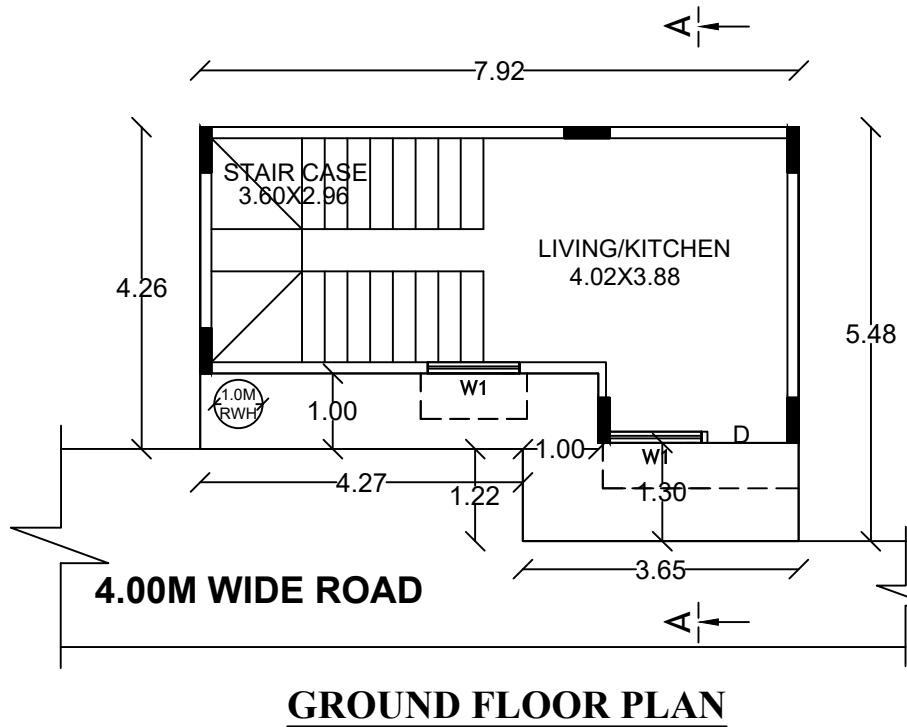 A
7.92
STAIR CASE
3.60X2.96
LIVING/KITCHEN
4.02X3.88
4.26
5.48
1.0M
RWH
1.00
W1
1.00
D
W1
4.27
1.22
1.30
3.65
4.00M WIDE ROAD
A
GROUND FLOOR PLAN